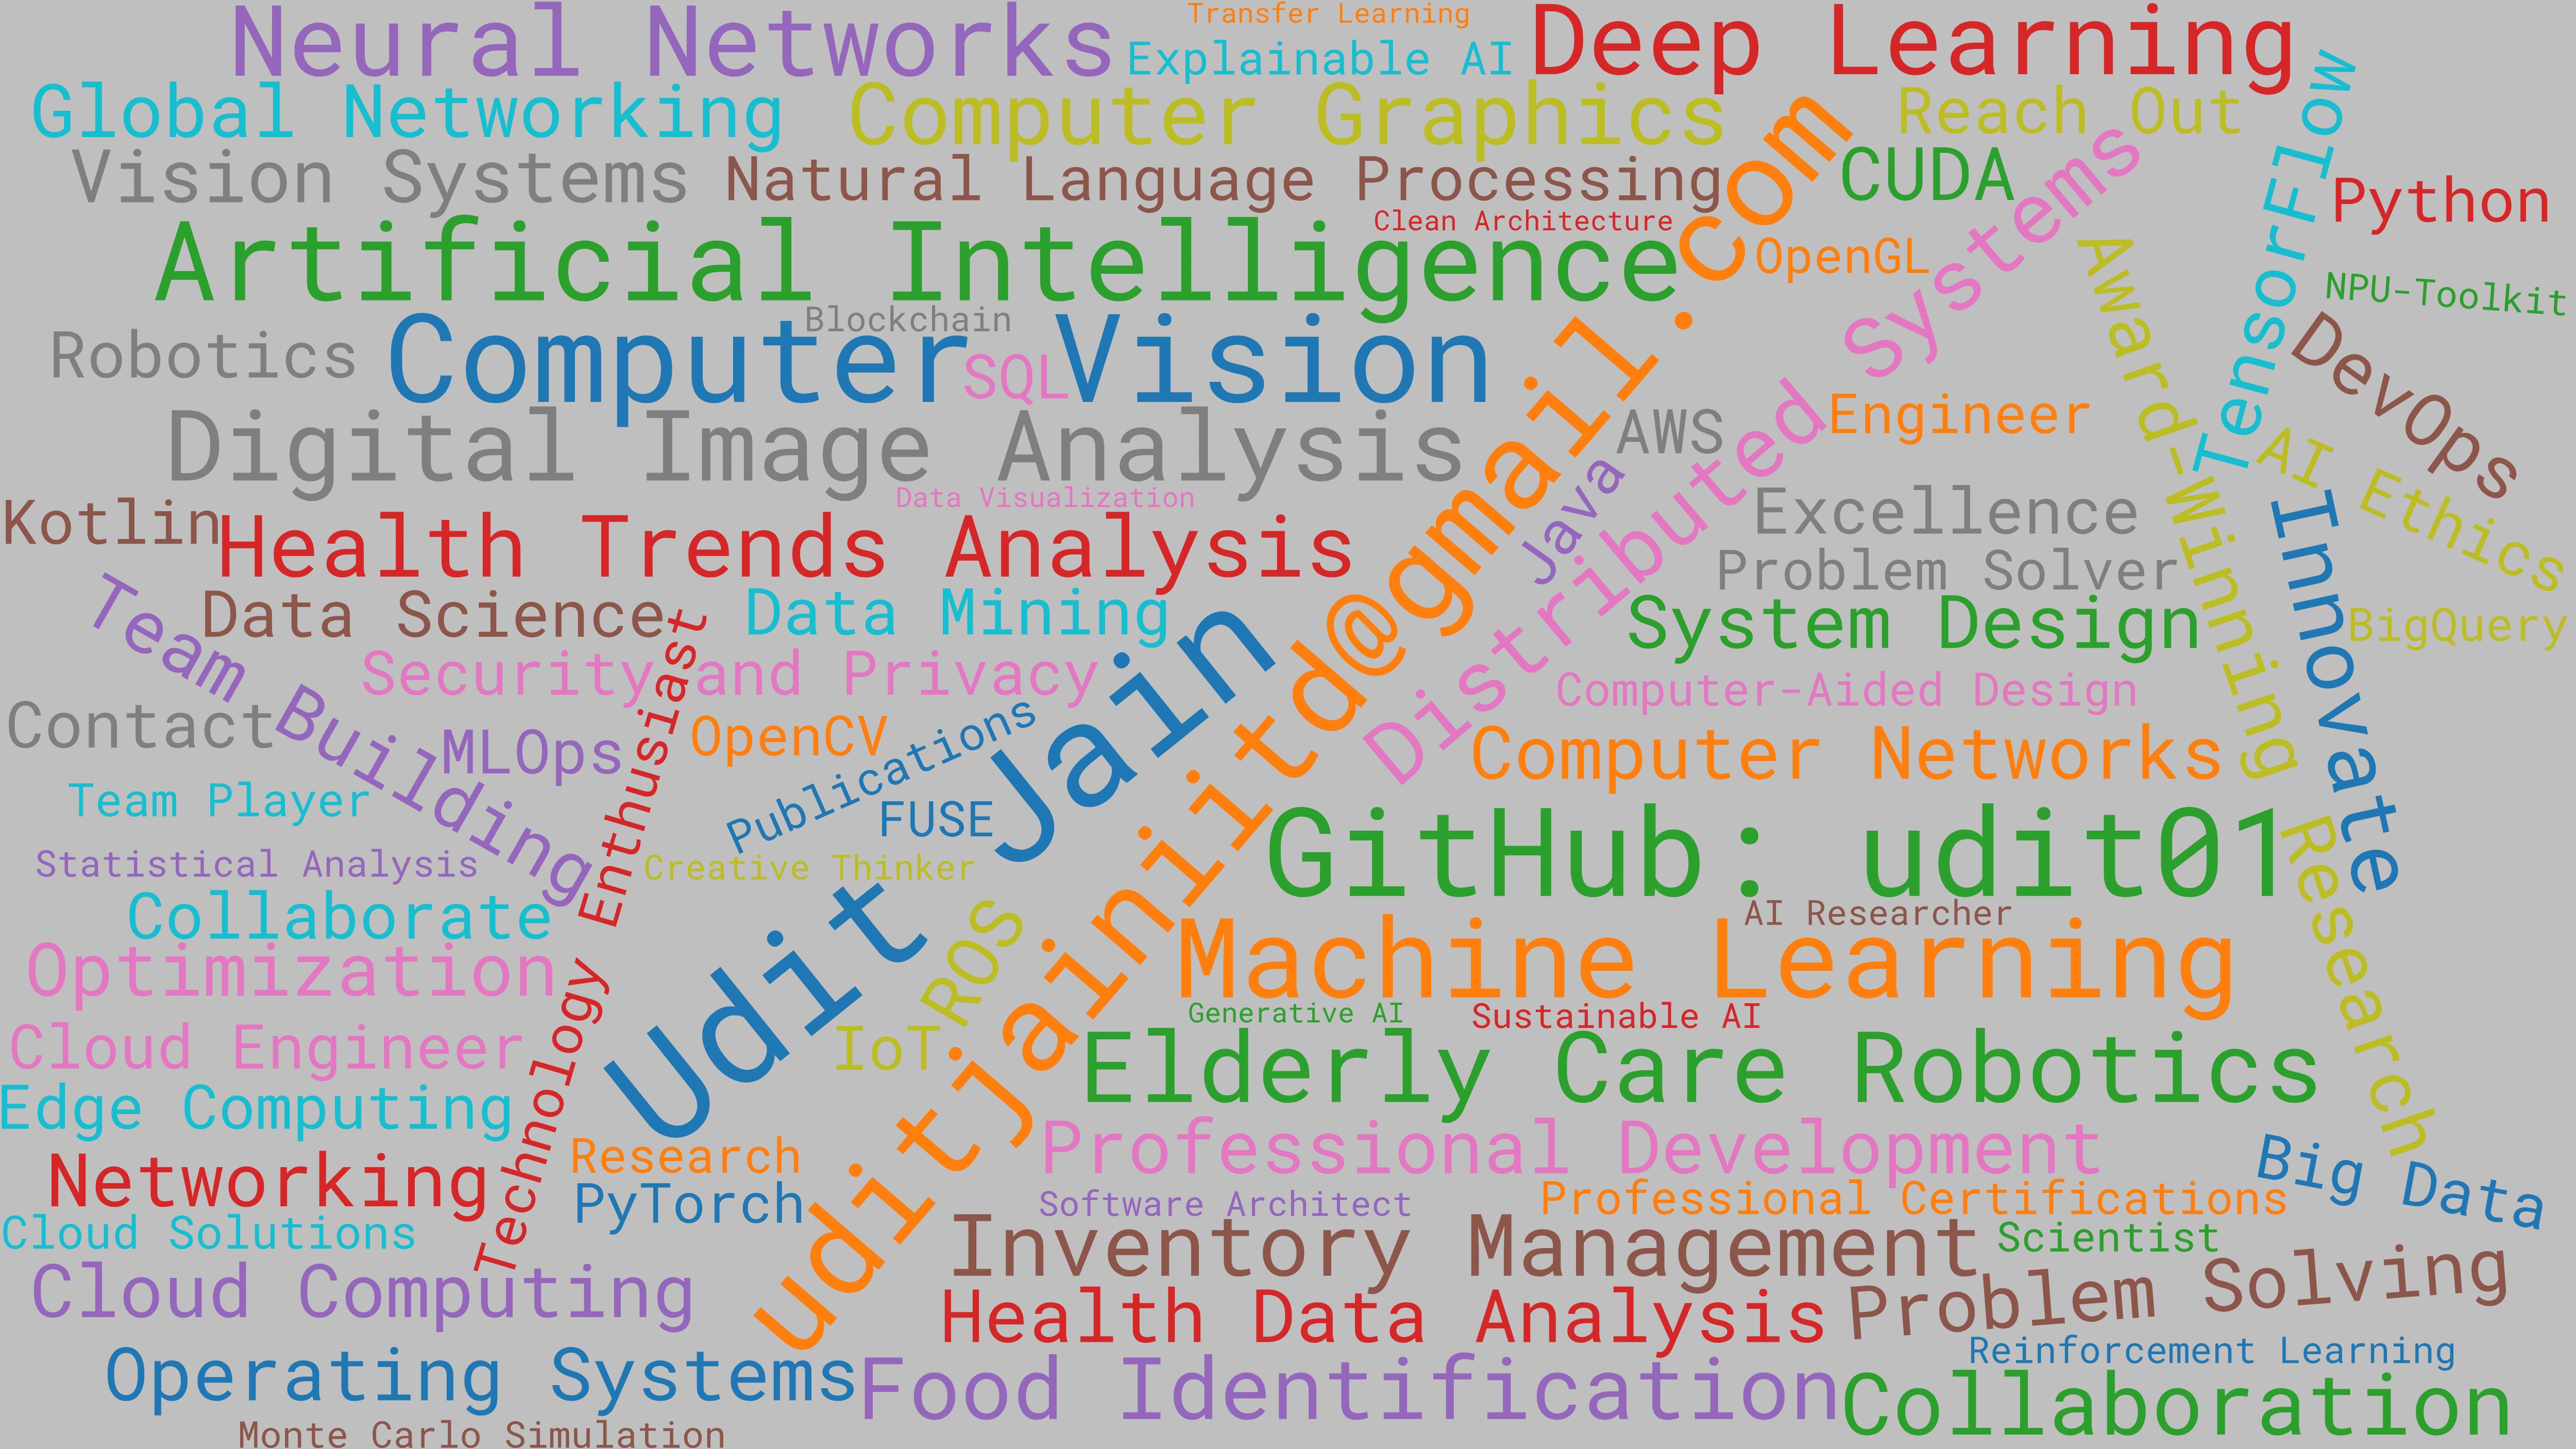 Neural Networks
Transfer Learning
Explainable AI
Deep Learning
Global Networking
Computer Graphics
Reach Out
Vision Systems
Natural Language Processing
CUDA
TensorFlow
Python
Clean Architecture
Artificial Intelligence
OpenGL
NPU-Toolkit
Blockchain
Robotics
Computer Vision
SQL
DevOps
Digital Image Analysis
AWS
Engineer
Award-Winning Research
AI Ethics
Data Visualization
Kotlin
Health Trends Analysis
Java
Distributed Systems
Excellence
Problem Solver
Innovate
Team Building
Data Science
Data Mining
System Design
BigQuery
Security and Privacy
Computer-Aided Design
Contact
MLOps
Technology Enthusiast
OpenCV
Publications
Udit Jain
uditjainiitd@gmail.com
Computer Networks
Team Player
FUSE
GitHub: udit01
Statistical Analysis
Creative Thinker
Collaborate
ROS
AI Researcher
Machine Learning
Optimization
Generative AI
Sustainable AI
Cloud Engineer
IoT
Elderly Care Robotics
Edge Computing
Research
Professional Development
Big Data
Networking
PyTorch
Software Architect
Professional Certifications
Cloud Solutions
Inventory Management
Scientist
Cloud Computing
Health Data Analysis
Problem Solving
Reinforcement Learning
Operating Systems
Food Identification
Collaboration
Monte Carlo Simulation